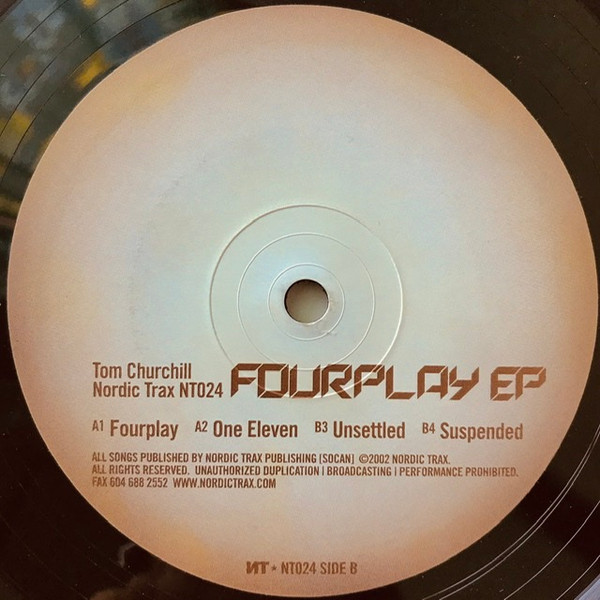 Tom Churchill
Nordic Trax NT024 FOURPLAY EP
A1 Fourplay A2 One Eleven B3 Unsettled B4 Suspended
ALL SONGS PUBLISHED BY NORDIC TRAX PUBLISHING (SOCAN) ©2002 NORDIC TRAX.
ALL RIGHTS RESERVED. UNAUTHORIZED DUPLICATION | BROADCASTING | PERFORMANCE PROHIBITED.
FAX 604 688 2552 WWW.NORDICTRAX.COM
NT ★ NT024 SIDE B